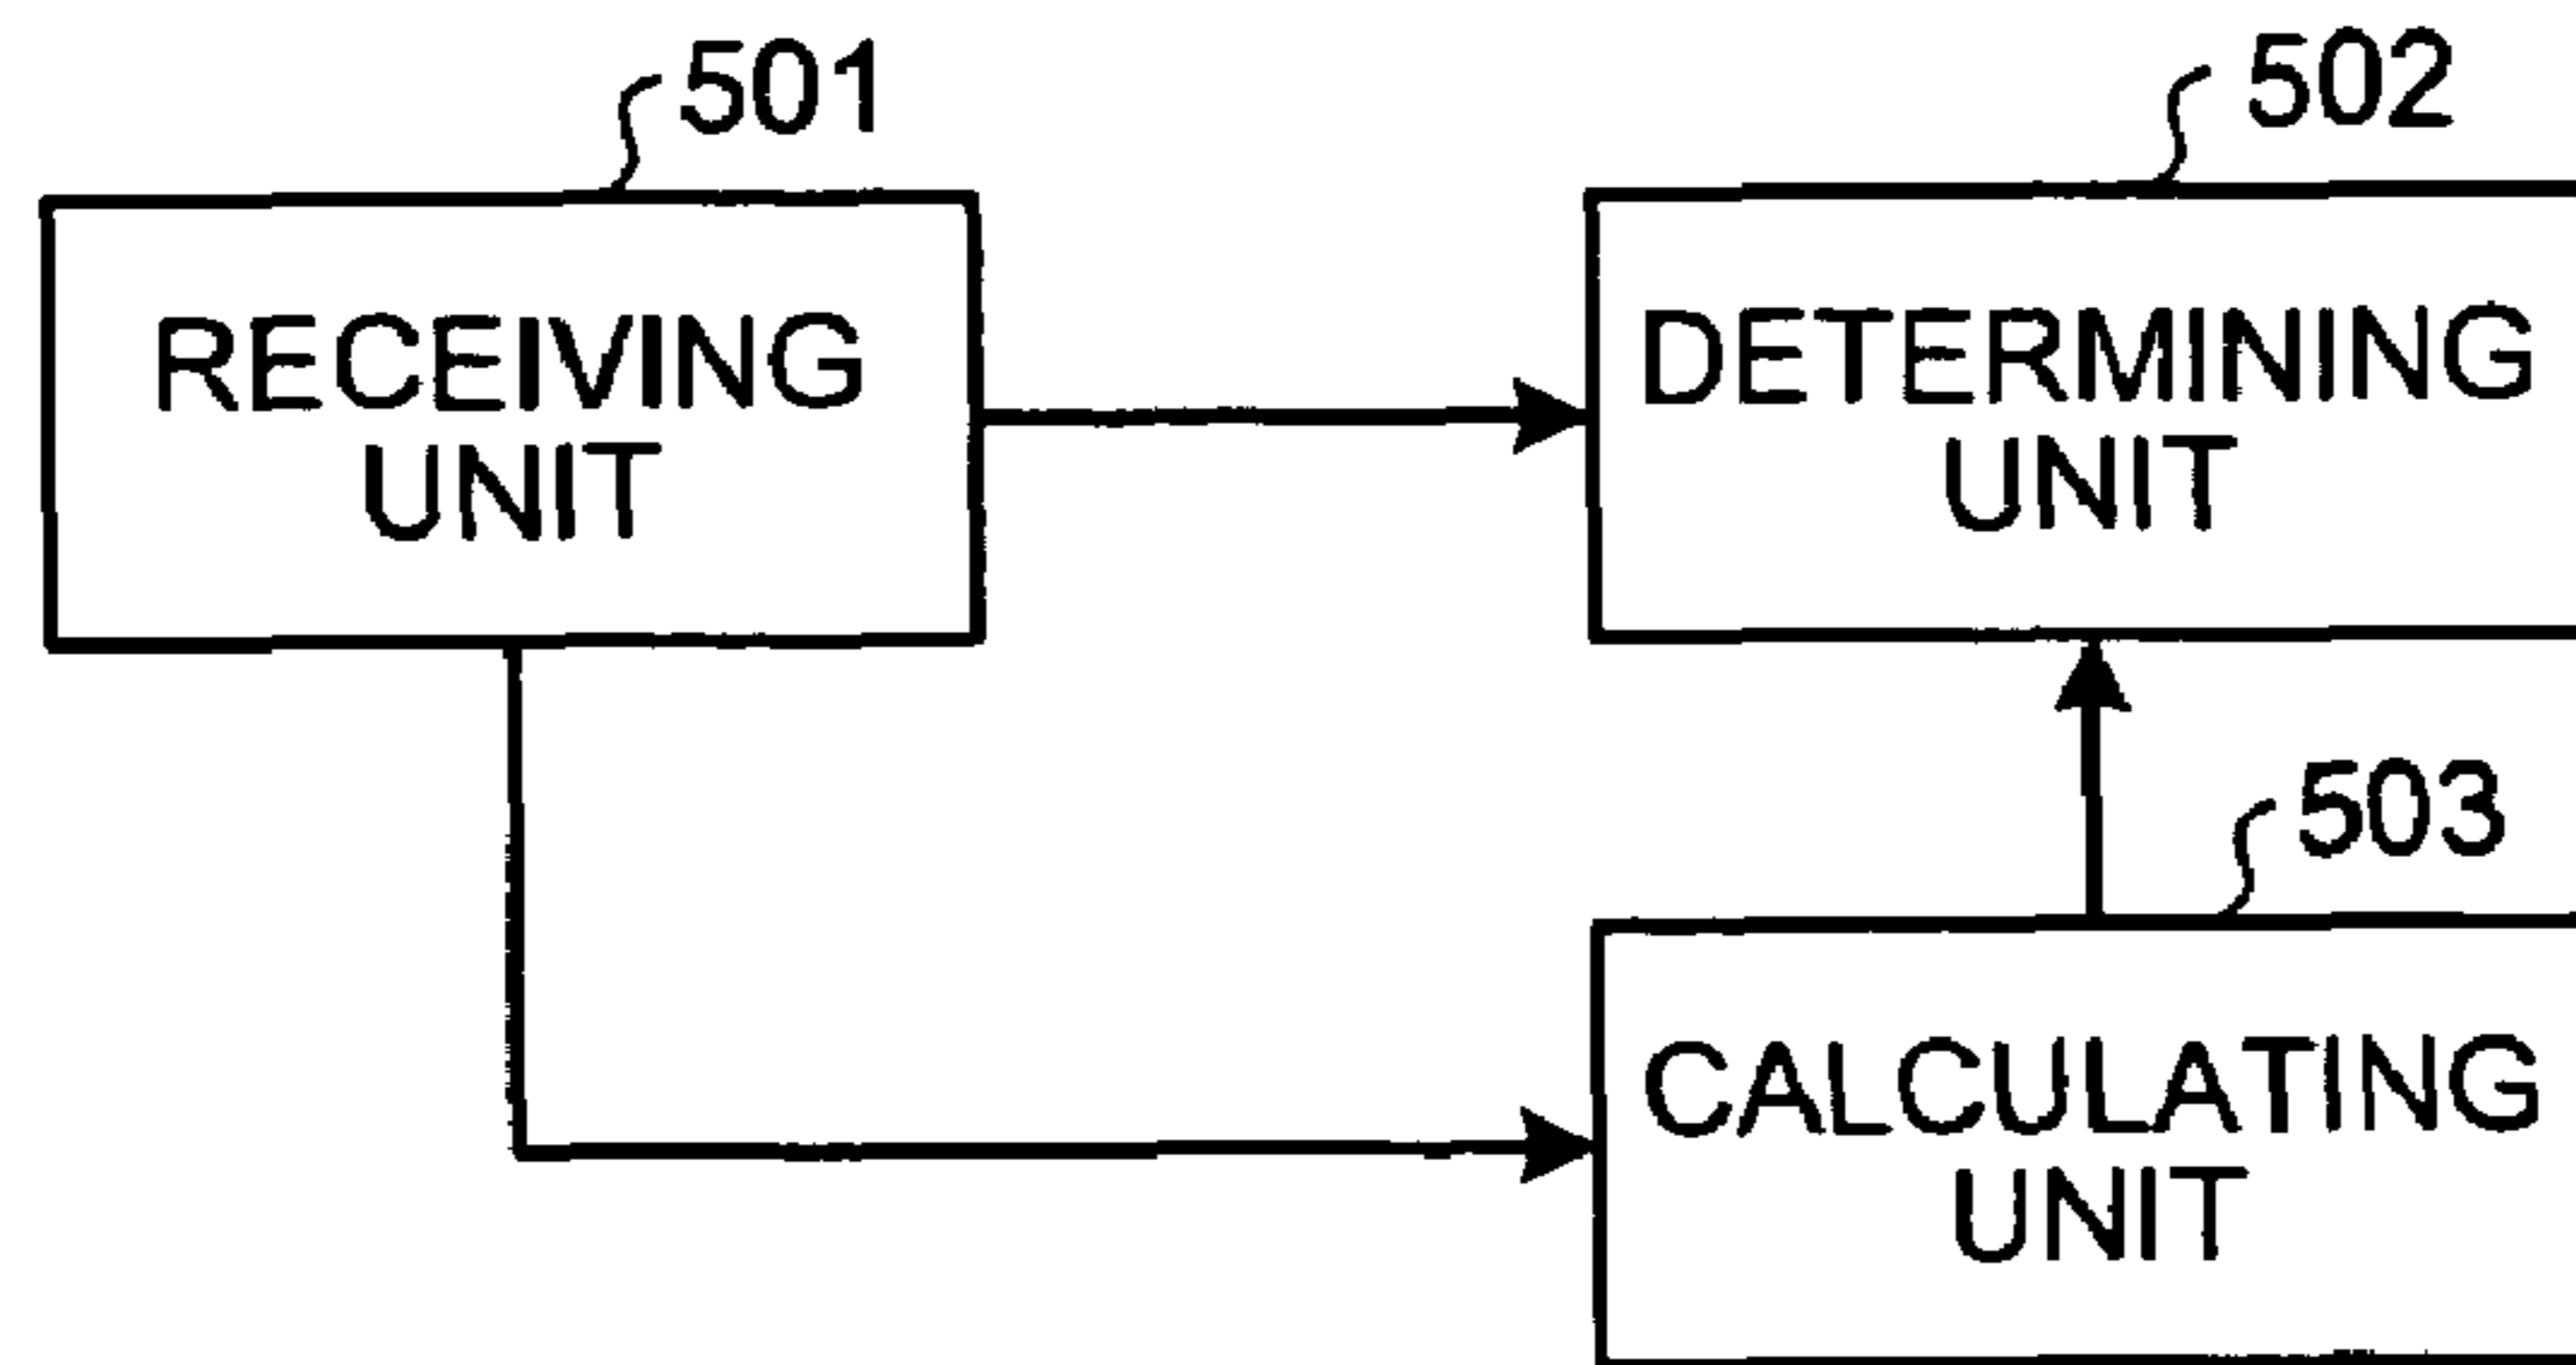 501
RECEIVING
UNIT
502
DETERMINING
UNIT
503
CALCULATING
UNIT